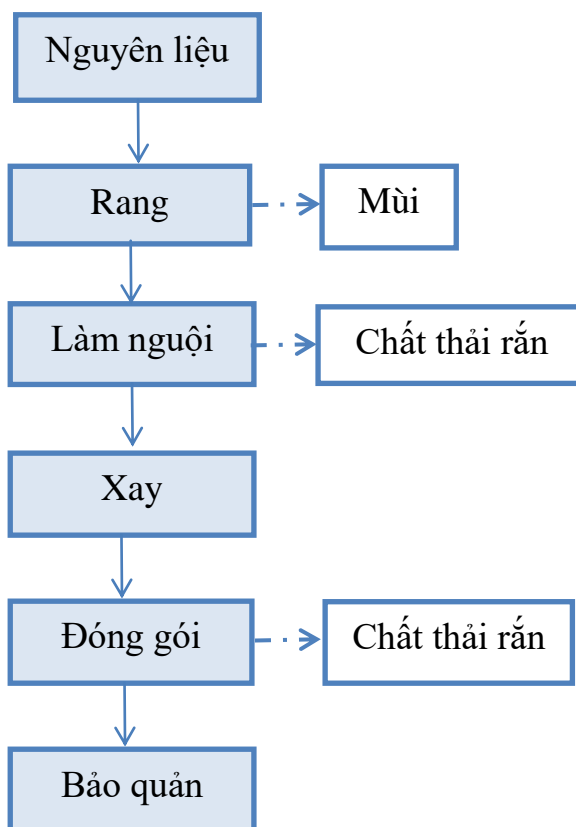 Nguyên liệu
Rang
Mùi
Làm nguội
Chất thải rắn
Xay
Đóng gói
Chất thải rắn
Bảo quản